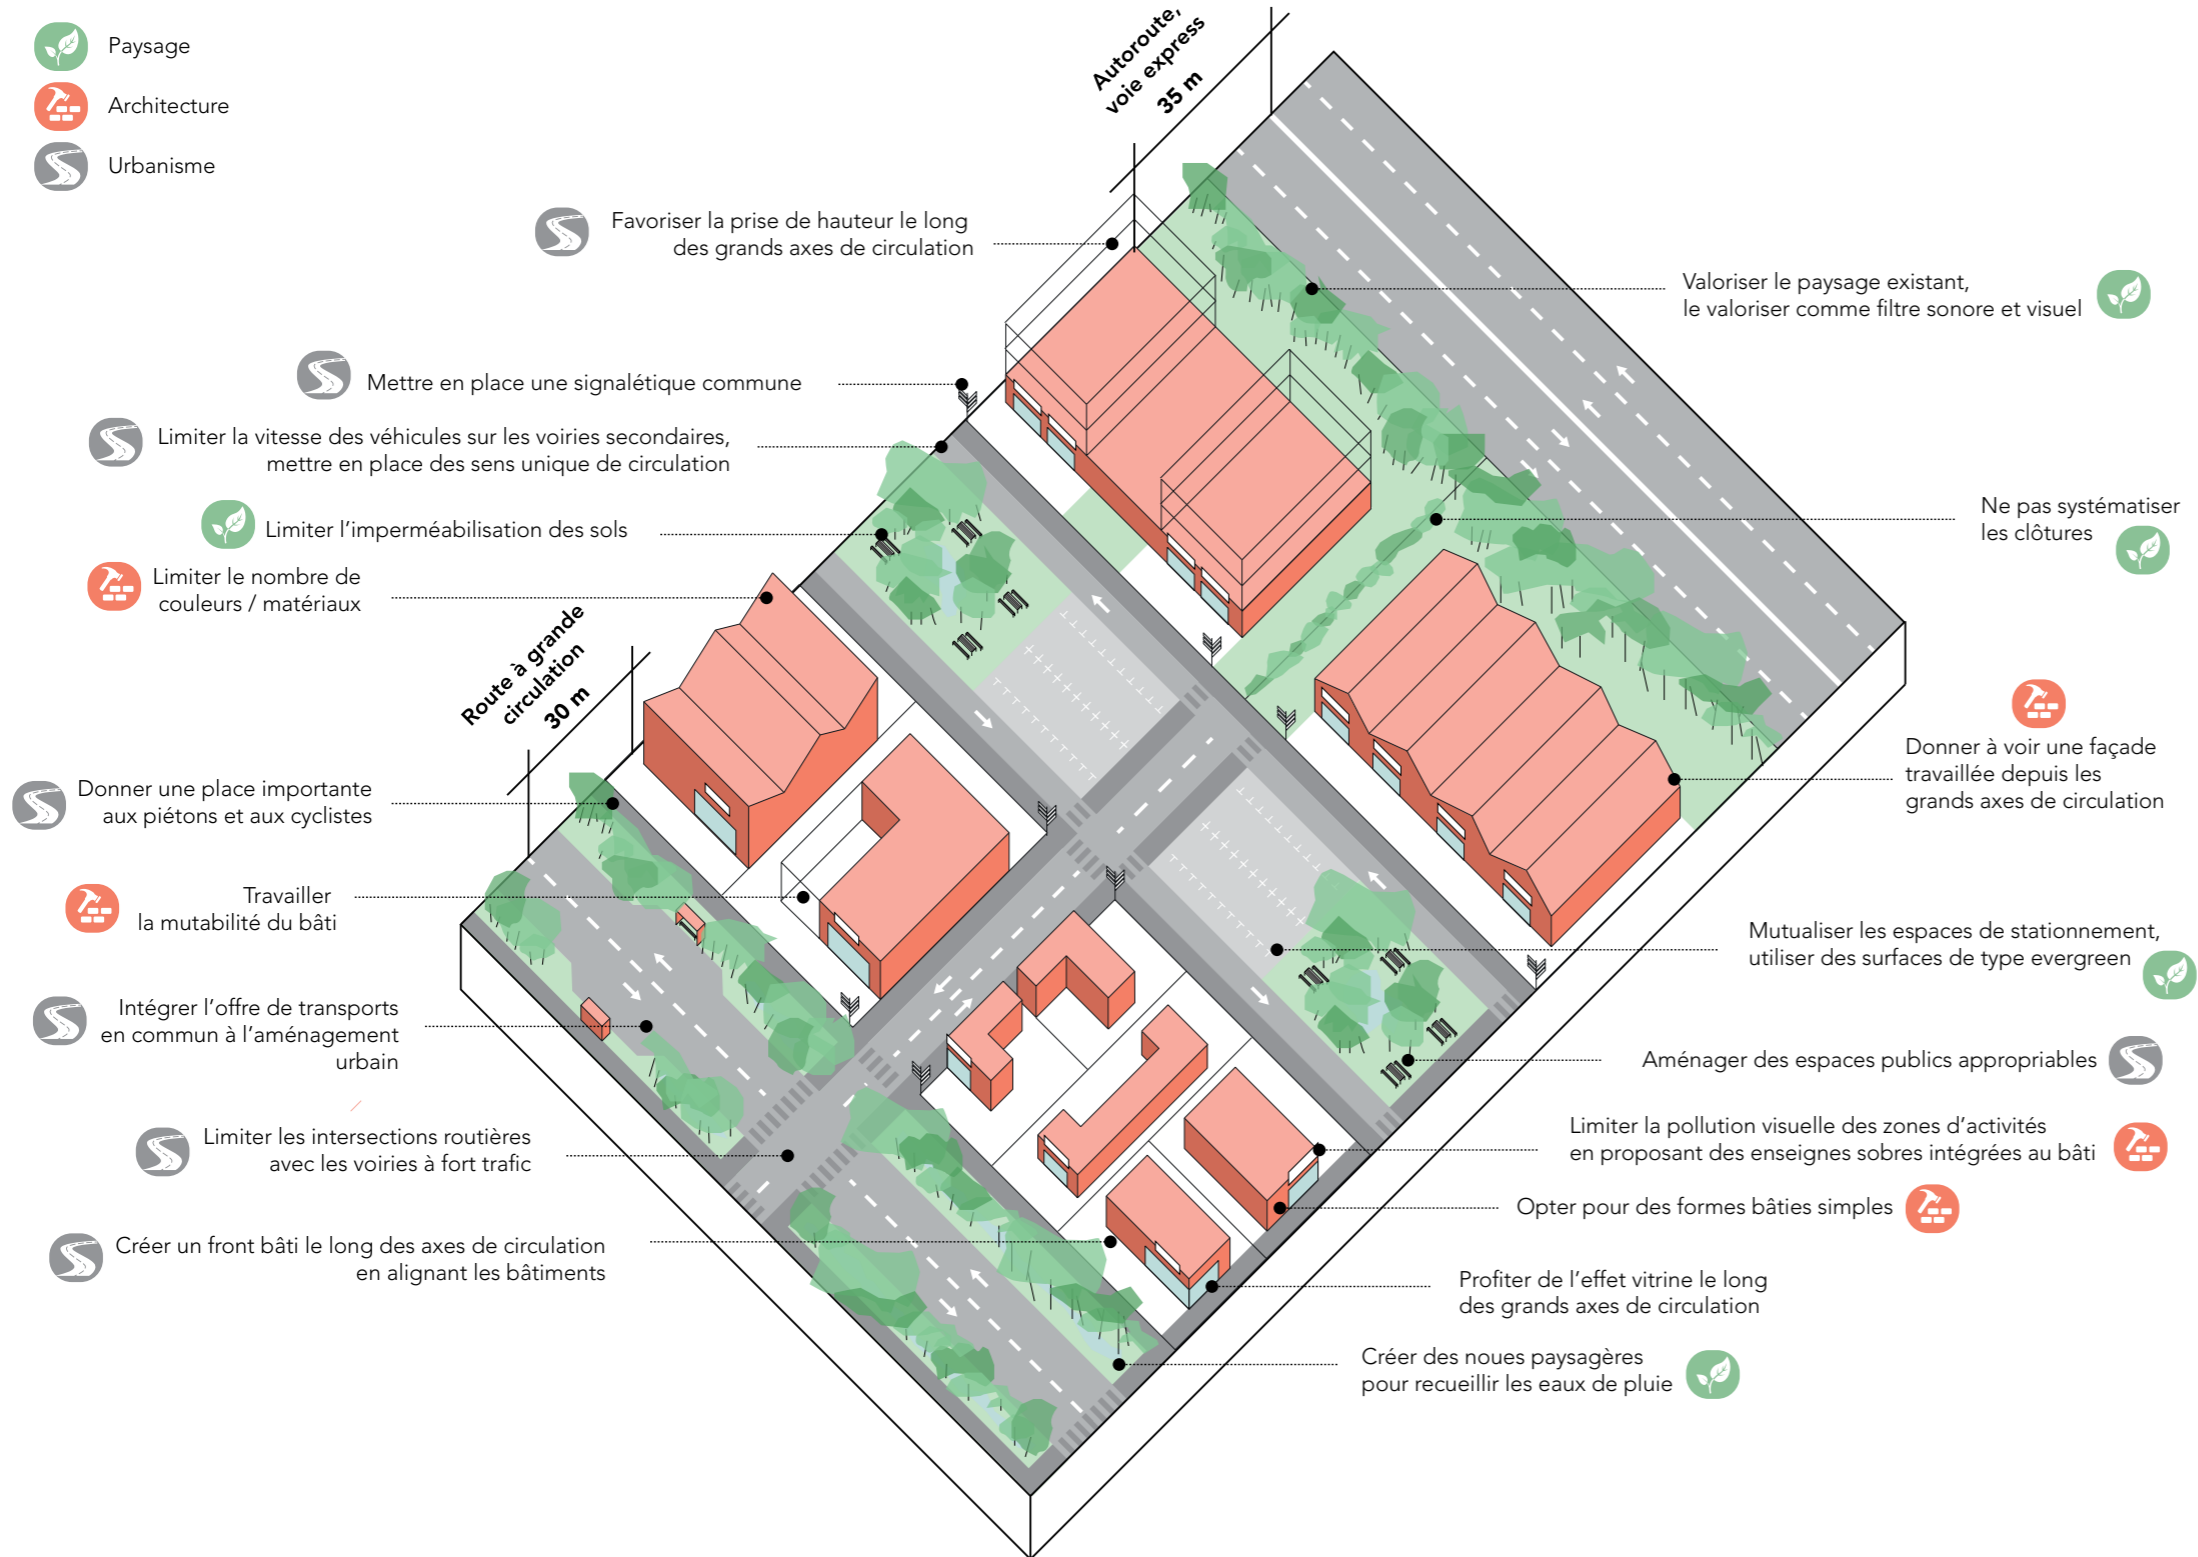 Paysage
Architecture
Urbanisme
Autoroute,
voie express
35 m
Favoriser la prise de hauteur le long
des grands axes de circulation
Valoriser le paysage existant,
le valoriser comme filtre sonore et visuel
Mettre en place une signalétique commune
Limiter la vitesse des véhicules sur les voiries secondaires,
mettre en place des sens unique de circulation
Ne pas systématiser
les clôtures
Limiter l'imperméabilisation des sols
Limiter le nombre de
couleurs / matériaux
Route à grande
circulation
30 m
Donner à voir une façade
travaillée depuis les
grands axes de circulation
Donner une place importante
aux piétons et aux cyclistes
Travailler
la mutabilité du bâti
Mutualiser les espaces de stationnement,
utiliser des surfaces de type evergreen
Intégrer l'offre de transports
en commun à l'aménagement
urbain
Aménager des espaces publics appropriables
Limiter les intersections routières
avec les voiries à fort trafic
Limiter la pollution visuelle des zones d'activités
en proposant des enseignes sobres intégrées au bâti
Opter pour des formes bâties simples
Créer un front bâti le long des axes de circulation
en alignant les bâtiments
Profiter de l'effet vitrine le long
des grands axes de circulation
Créer des noues paysagères
pour recueillir les eaux de pluie